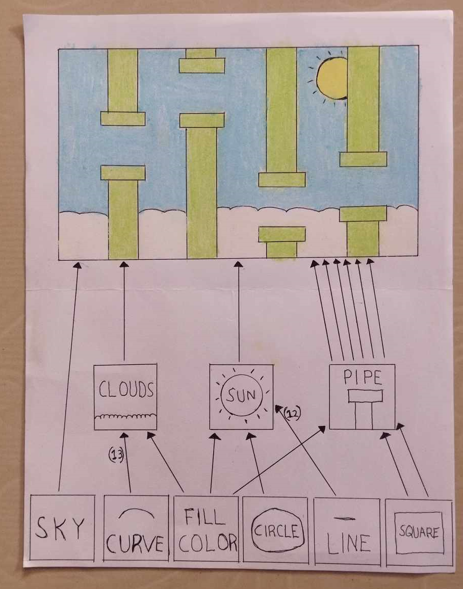 CLOUDS
SUN
PIPE
(12)
(13)
SKY
CURVE
FILL
COLOR
CIRCLE
LINE
SQUARE